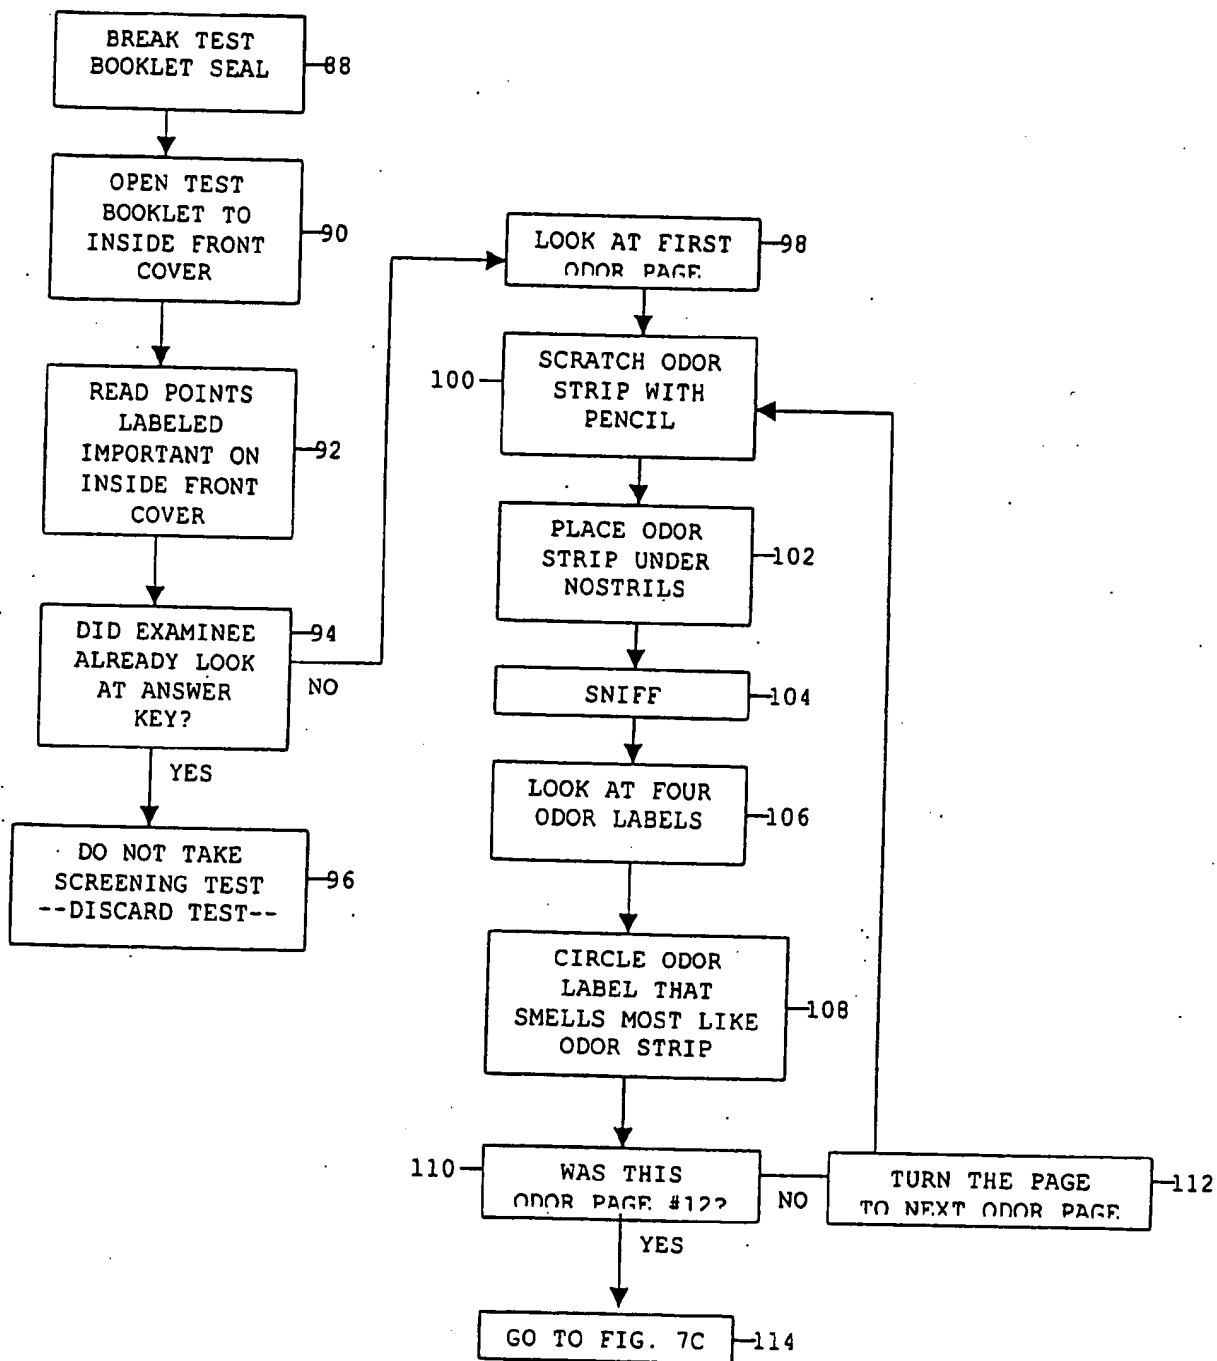 BREAK TEST
BOOKLET SEAL
88
OPEN TEST
BOOKLET TO
INSIDE FRONT
COVER
90
READ POINTS
LABELED
IMPORTANT ON
INSIDE FRONT
COVER
92
DID EXAMINEE
ALREADY LOOK
AT ANSWER
KEY?
94
NO
YES
DO NOT TAKE
SCREENING TEST
--DISCARD TEST--
96
LOOK AT FIRST
ODOR PAGE
98
SCRATCH ODOR
STRIP WITH
PENCIL
100
PLACE ODOR
STRIP UNDER
NOSTRILS
102
SNIFF
104
LOOK AT FOUR
ODOR LABELS
106
CIRCLE ODOR
LABEL THAT
SMELLS MOST LIKE
ODOR STRIP
108
110
WAS THIS
ODOR PAGE #12?
NO
YES
TURN THE PAGE
TO NEXT ODOR PAGE
112
GO TO FIG. 7C
114